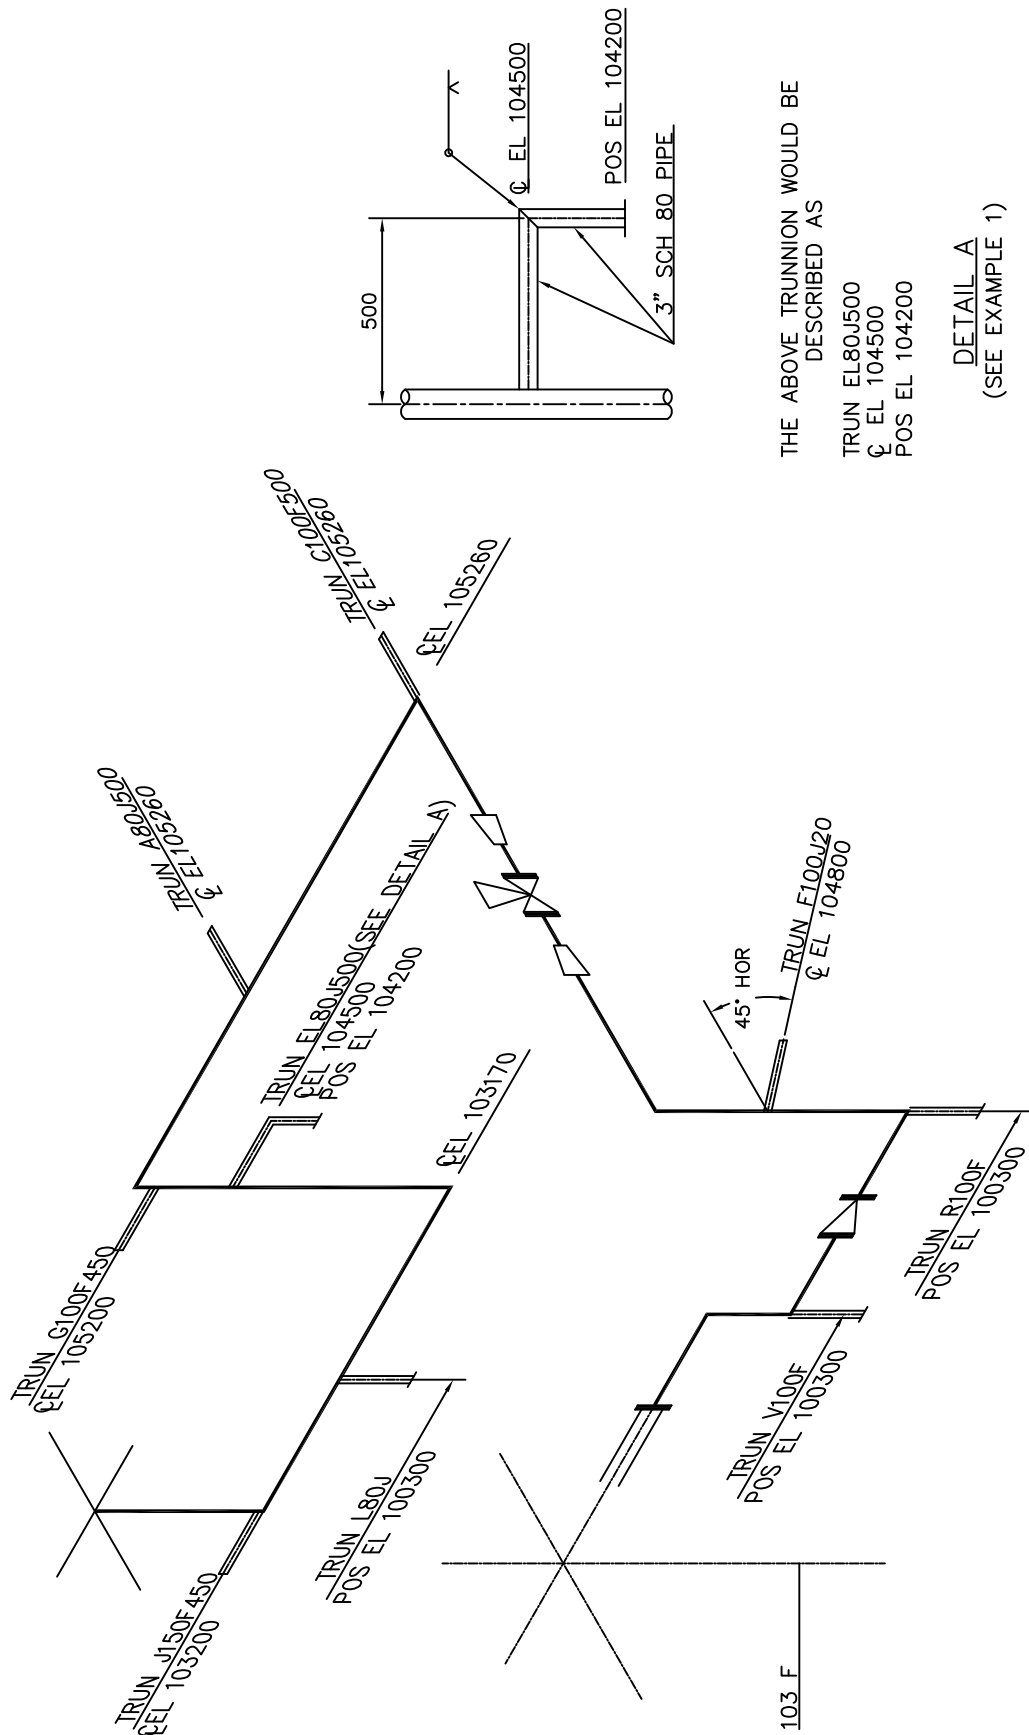 TRUN J150F450
℄EL 103200
TRUN G100F450
℄EL 105200
TRUN L80J
POS EL 100300
TRUN A80J500
℄ EL105260
TRUN EL80J500(SEE DETAIL A)
℄EL 104500
POS EL 104200
TRUN C100F500
℄ EL105260
℄EL 105260
℄EL 103170
103 F
TRUN V100F
POS EL 100300
TRUN R100F
POS EL 100300
45° HOR
TRUN F100J20
℄ EL 104800
500
℄ EL 104500
POS EL 104200
3" SCH 80 PIPE
THE ABOVE TRUNNION WOULD BE
DESCRIBED AS
TRUN EL80J500
℄ EL 104500
POS EL 104200
DETAIL A
(SEE EXAMPLE 1)